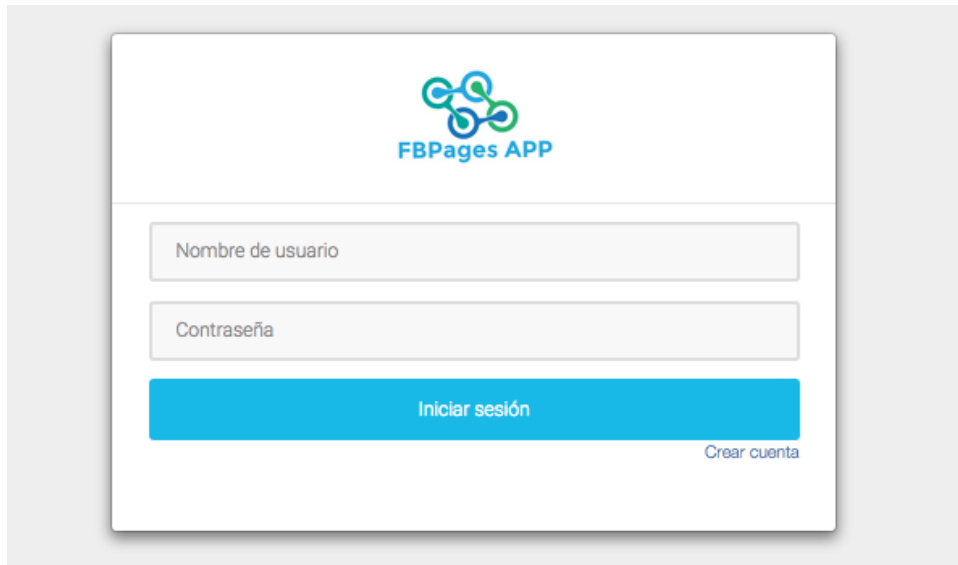 FBPages APP
Nombre de usuario
Contraseña
Iniciar sesión
Crear cuenta